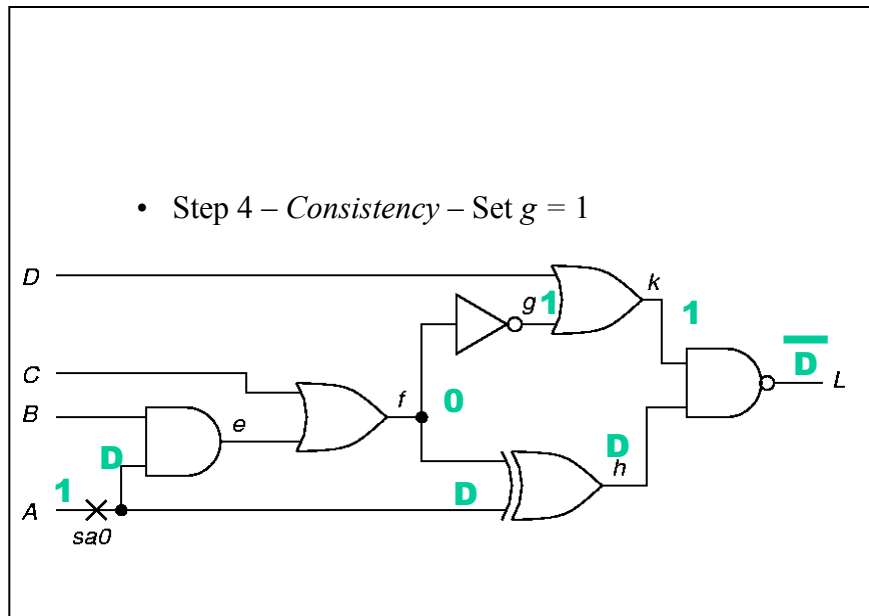 • Step 4 – Consistency – Set g = 1
D
k
g 1
1
D̅
L
C
B
f
0
e
D
D
h
1
D
A
sa0